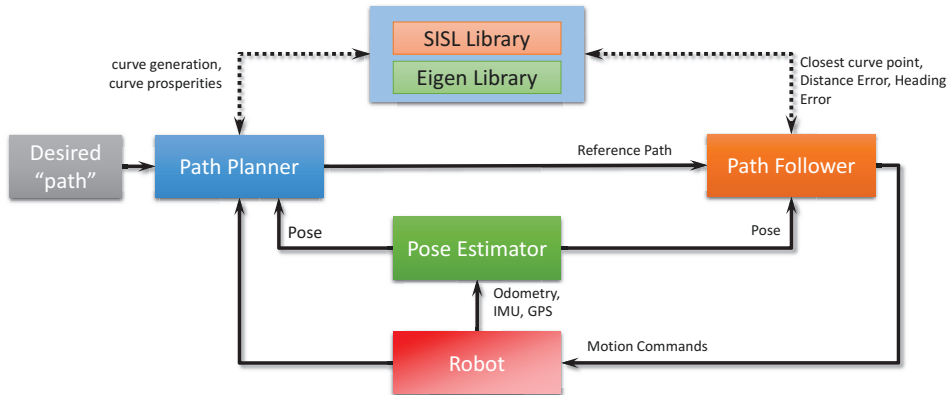 SISL Library
Eigen Library
curve generation,
curve prosperities
Closest curve point,
Distance Error, Heading
Error
Desired
“path”
Path Planner
Reference Path
Path Follower
Pose
Pose Estimator
Pose
Odometry,
IMU, GPS
Robot
Motion Commands